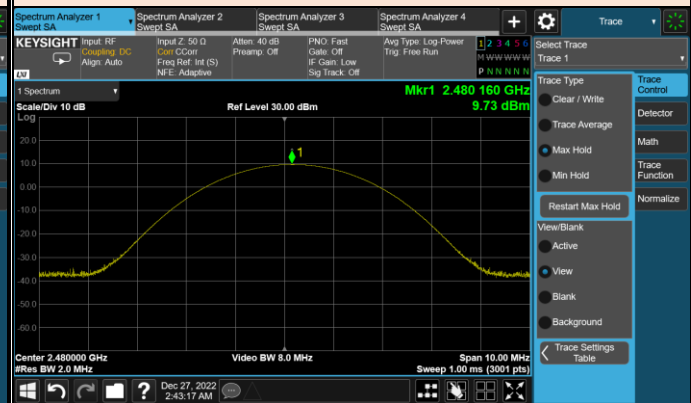 Spectrum Analyzer 1
Swept SA
Spectrum Analyzer 2
Swept SA
Spectrum Analyzer 3
Swept SA
Spectrum Analyzer 4
Swept SA
+
Trace
KEYSIGHT
Input: RF
Coupling: DC
Align: Auto
Input Z: 50 Ω
Corr CCorr
Freq Ref: Int (S)
NFE: Adaptive
Atten: 40 dB
Preamp: Off
PNO: Fast
Gate: Off
IF Gain: Low
Sig Track: Off
Avg Type: Log-Power
Trig: Free Run
1 2 3 4 5 6
M W W W W W
P N N N N N
LXI
Select Trace
Trace 1
1 Spectrum
Scale/Div 10 dB
Ref Level 30.00 dBm
Mkr1 2.480 160 GHz
9.73 dBm
Log
20.0
10.0
0.00
-10.0
-20.0
-30.0
-40.0
-50.0
-60.0
1
Center 2.480000 GHz
#Res BW 2.0 MHz
Video BW 8.0 MHz
Span 10.00 MHz
Sweep 1.00 ms (3001 pts)
Trace Type
Clear / Write
Trace Average
Max Hold
Min Hold
Restart Max Hold
View/Blank
Active
View
Blank
Background
Trace Settings
Table
Trace
Control
Detector
Math
Trace
Function
Normalize
?
Dec 27, 2022
2:43:17 AM